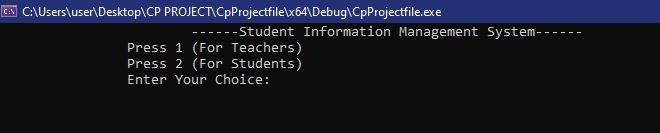 C:\Users\user\Desktop\CP PROJECT\CpProjectfile\x64\Debug\CpProjectfile.exe
------Student Information Management System------
Press 1 (For Teachers)
Press 2 (For Students)
Enter Your Choice: